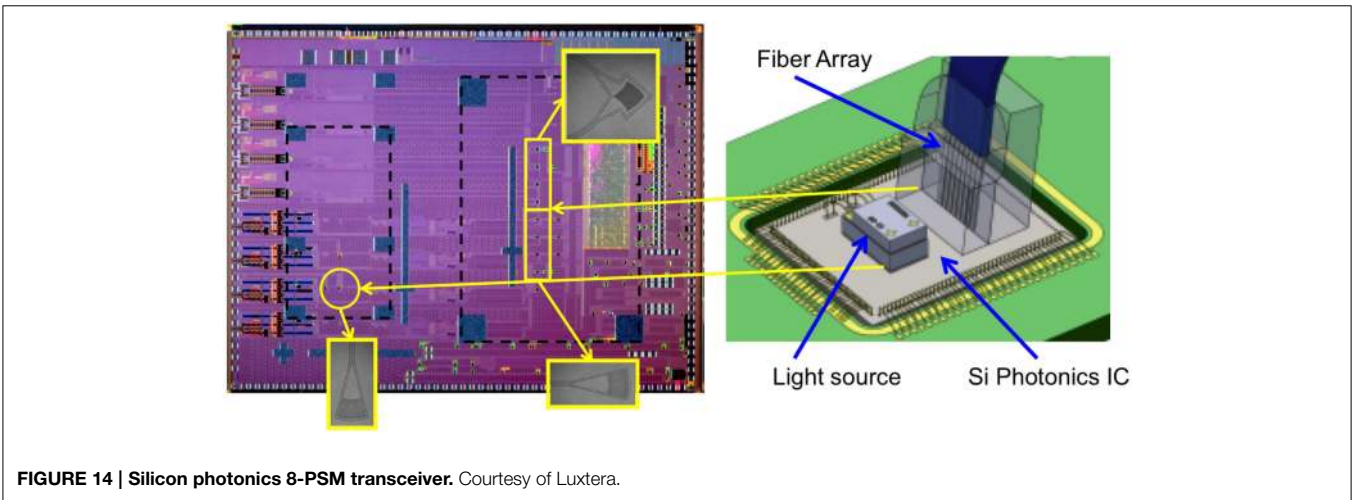 Fiber Array
Light source
Si Photonics IC
FIGURE 14 | Silicon photonics 8-PSM transceiver. Courtesy of Luxtera.